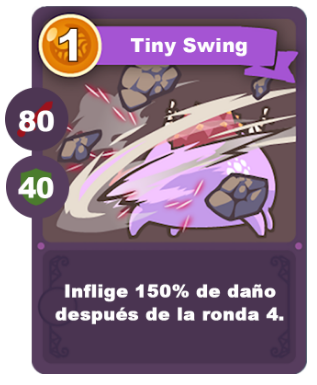 1
Tiny Swing
80
40
Inflige 150% de daño
después de la ronda 4.